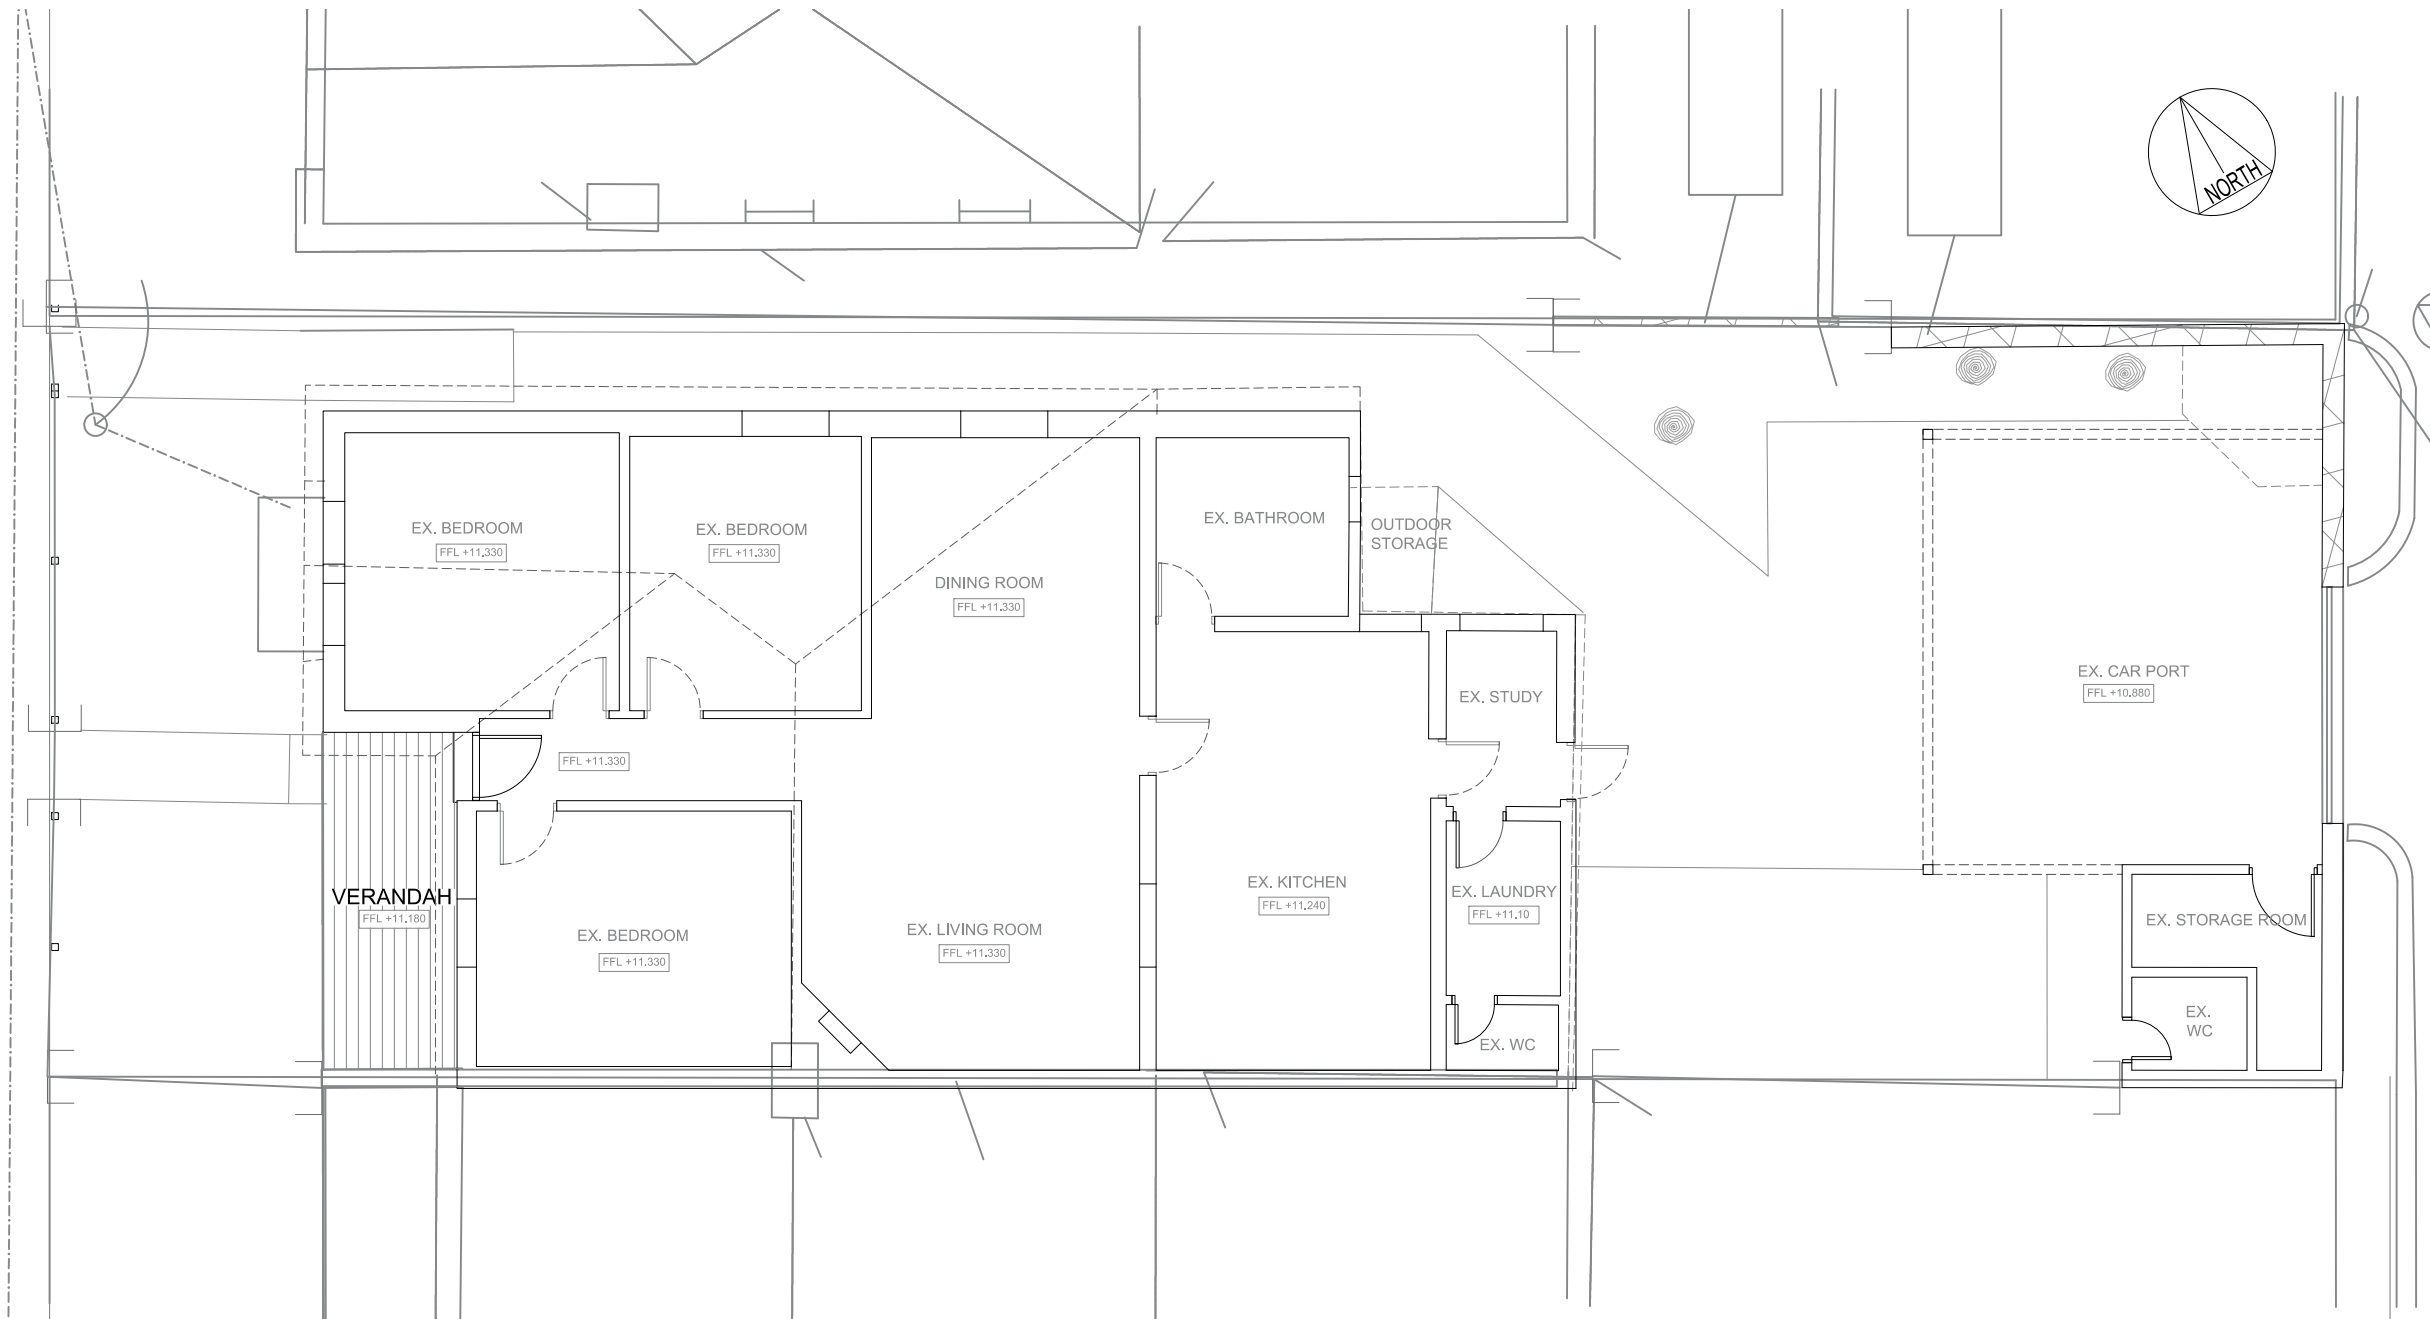 NORTH
EX. BEDROOM
FFL +11.330
EX. BEDROOM
FFL +11.330
DINING ROOM
FFL +11.330
EX. BATHROOM
OUTDOOR
STORAGE
EX. STUDY
EX. CAR PORT
FFL +10.880
FFL +11.330
VERANDAH
FFL +11.180
EX. BEDROOM
FFL +11.330
EX. LIVING ROOM
FFL +11.330
EX. KITCHEN
FFL +11.240
EX. LAUNDRY
FFL +11.10
EX. WC
EX. STORAGE ROOM
EX.
WC